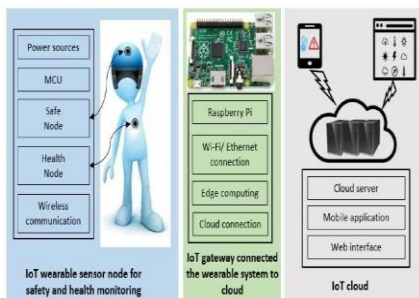 Power sources
MCU
Safe
Node
Health
Node
Wireless
communication
IoT wearable sensor node for
safety and health monitoring
Raspberry Pi
Wi-Fi/ Ethernet
connection
Edge computing
Cloud connection
IoT gateway connected
the wearable system to
cloud
Cloud server
Mobile application
Web interface
IoT cloud